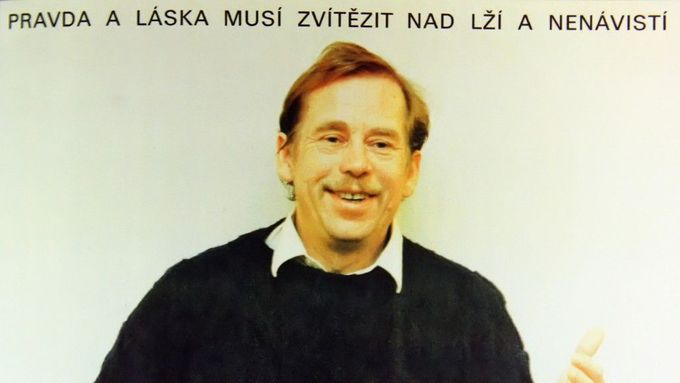 PRAVDA A LÁSKA MUSÍ ZVÍTĚZIT NAD LŽÍ A NENÁVISTÍ